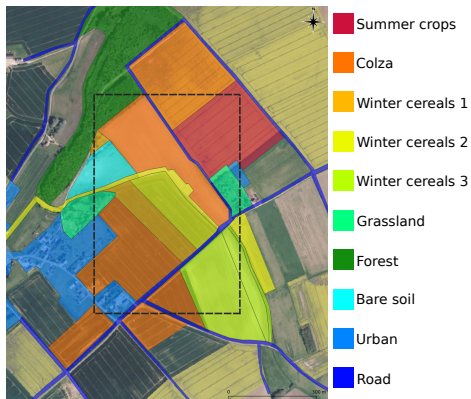 Summer crops
Colza
Winter cereals 1
Winter cereals 2
Winter cereals 3
Grassland
Forest
Bare soil
Urban
Road